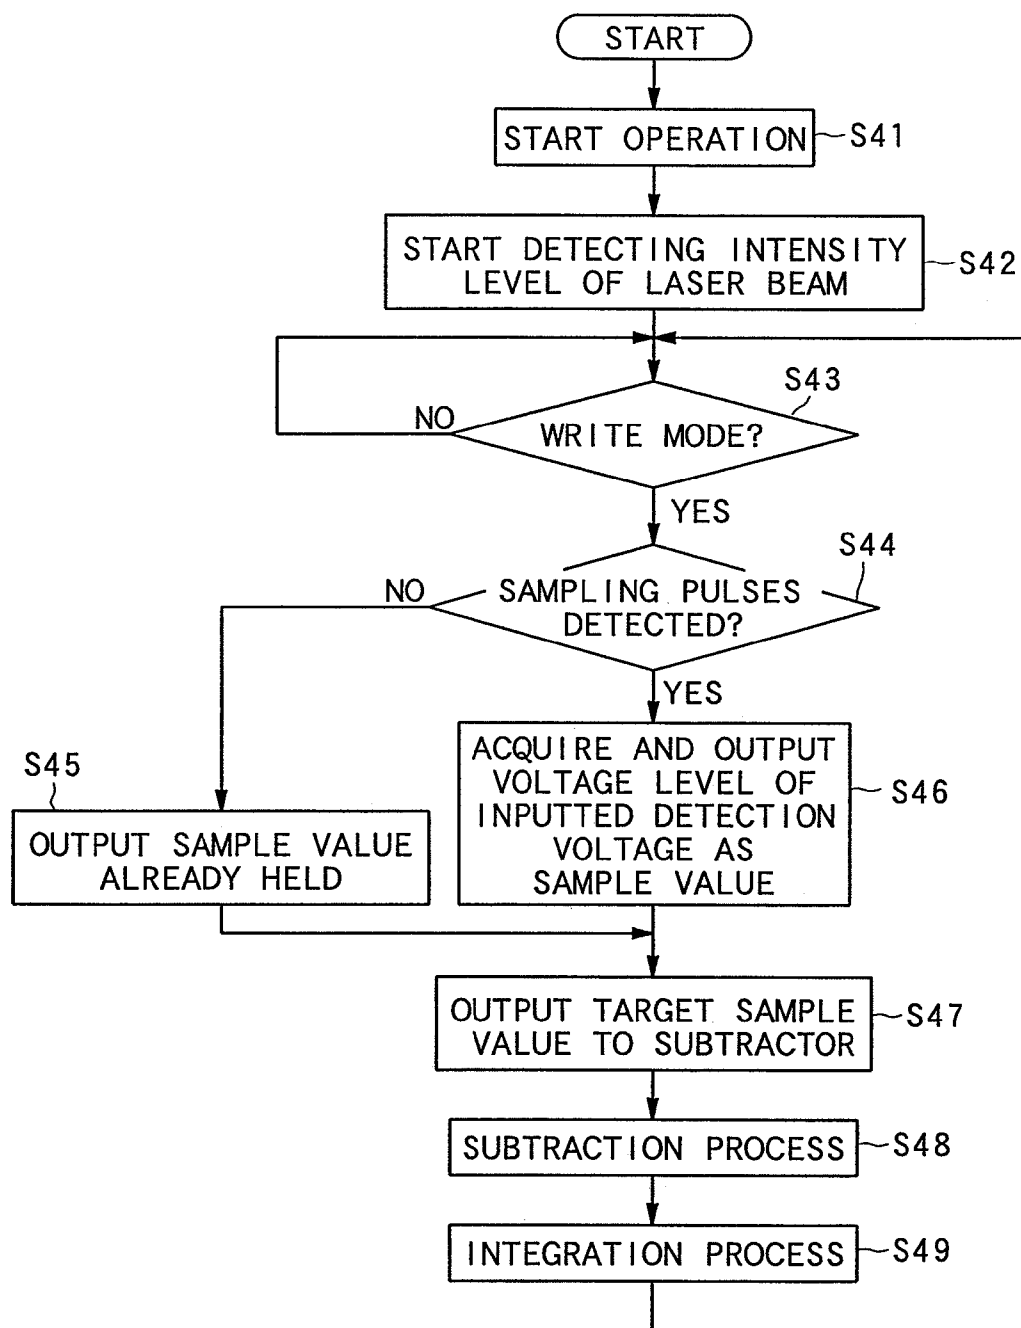 START
START OPERATION
S41
START DETECTING INTENSITY
LEVEL OF LASER BEAM
S42
S43
NO
WRITE MODE?
YES
S44
NO
SAMPLING PULSES
DETECTED?
YES
S45
OUTPUT SAMPLE VALUE
ALREADY HELD
ACQUIRE AND OUTPUT
VOLTAGE LEVEL OF
INPUTTED DETECTION
VOLTAGE AS
SAMPLE VALUE
S46
OUTPUT TARGET SAMPLE
VALUE TO SUBTRACTOR
S47
SUBTRACTION PROCESS
S48
INTEGRATION PROCESS
S49